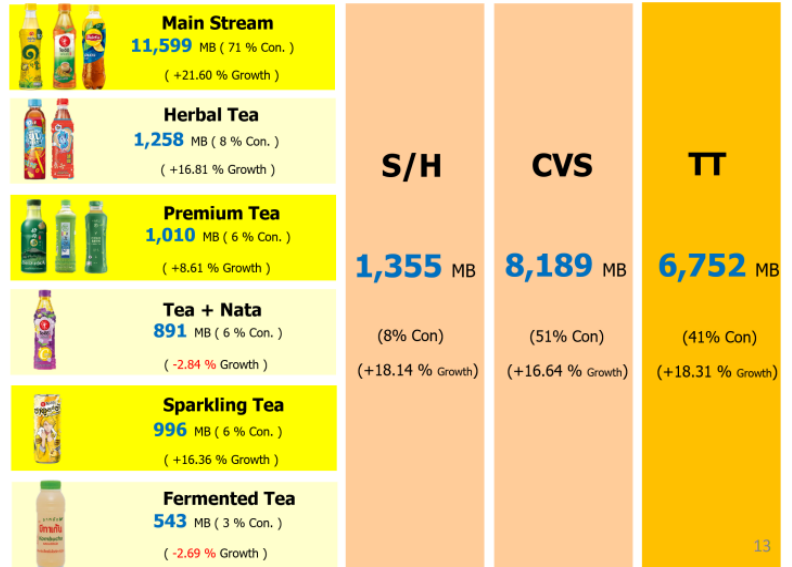 Main Stream
11,599 MB ( 71 % Con. )
( +21.60 % Growth )
Herbal Tea
1,258 MB ( 8 % Con. )
( +16.81 % Growth )
Premium Tea
1,010 MB ( 6 % Con. )
( +8.61 % Growth )
Tea + Nata
891 MB ( 6 % Con. )
( -2.84 % Growth )
Sparkling Tea
996 MB ( 6 % Con. )
( +16.36 % Growth )
Fermented Tea
543 MB ( 3 % Con. )
( -2.69 % Growth )
S/H
1,355 MB
(8% Con)
(+18.14 % Growth)
CVS
8,189 MB
(51% Con)
(+16.64 % Growth)
TT
6,752 MB
(41% Con)
(+18.31 % Growth)
13